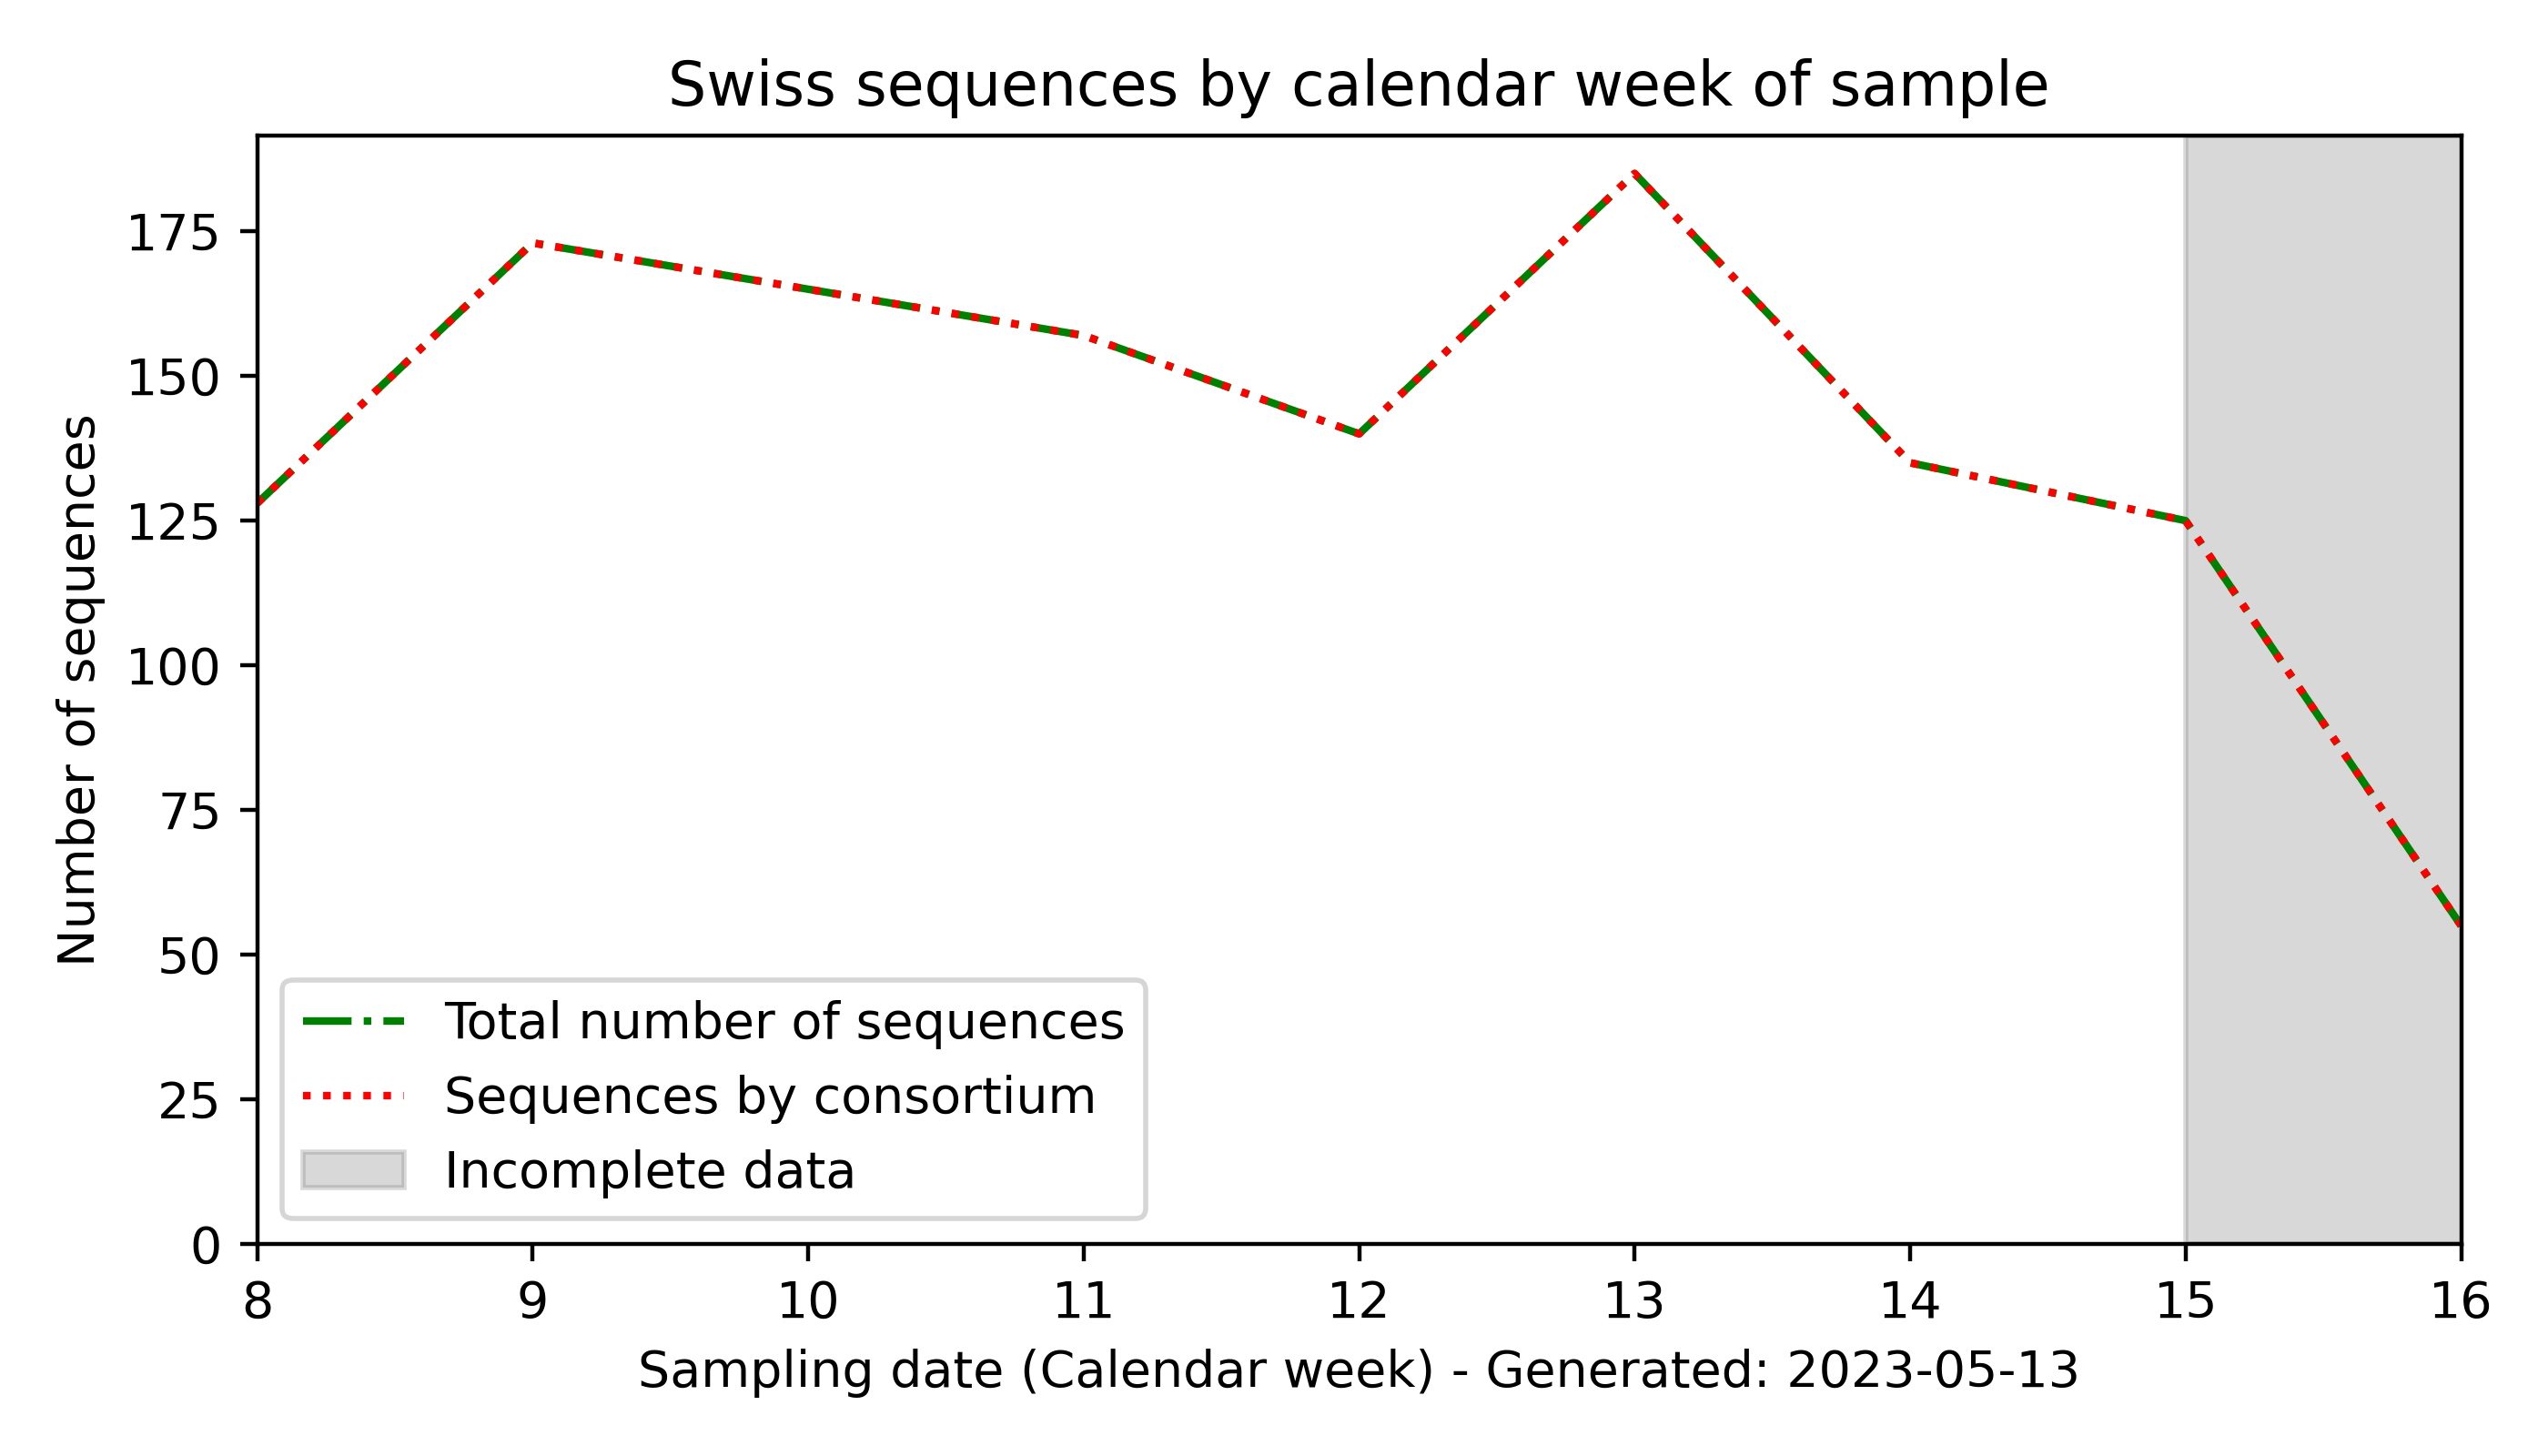 Swiss sequences by calendar week of sample
Number of sequences
175
150
125
100
75
50
25
0
Total number of sequences
Sequences by consortium
Incomplete data
8 9 10 11 12 13 14 15 16
Sampling date (Calendar week) - Generated: 2023-05-13